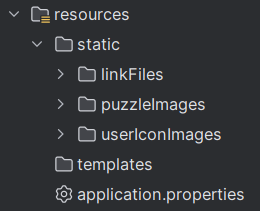 resources
static
linkFiles
puzzleImages
userIconImages
templates
application.properties